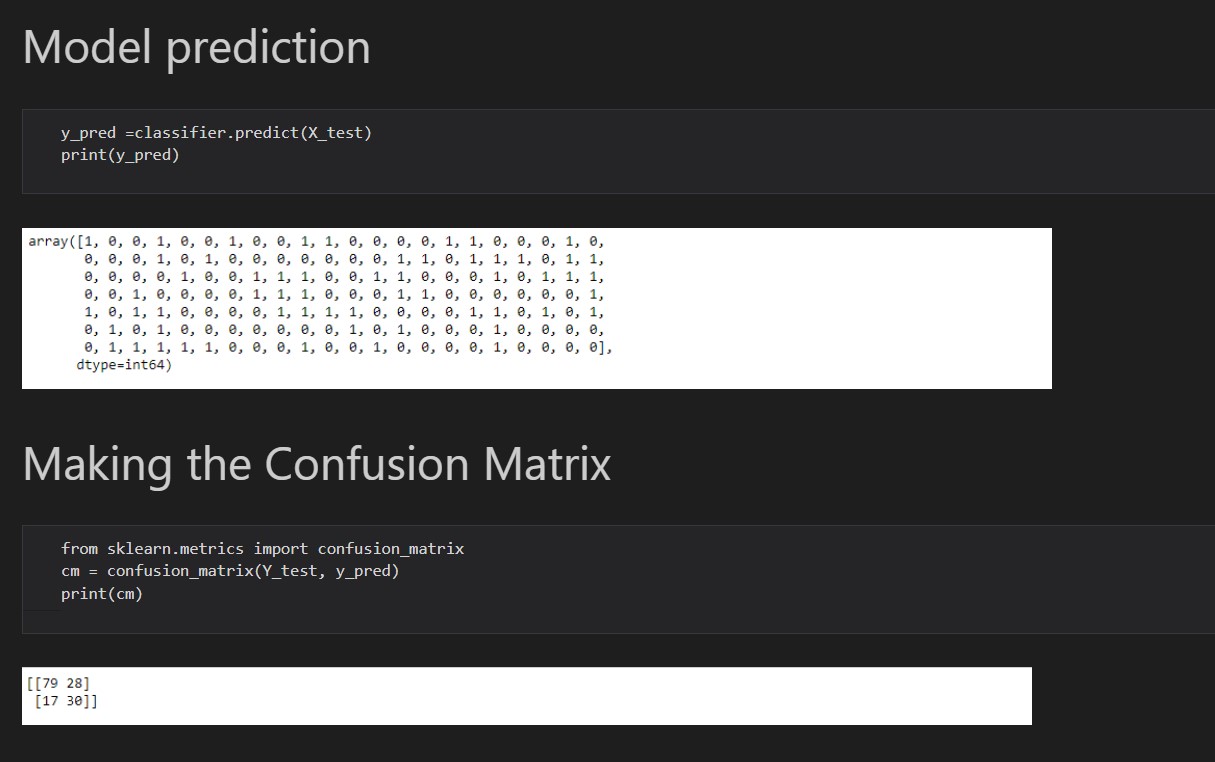 Model prediction
y_pred =classifier.predict(X_test)
print(y_pred)
array([1, 0, 0, 1, 0, 0, 1, 0, 0, 1, 1, 0, 0, 0, 0, 1, 1, 0, 0, 0, 1, 0,
0, 0, 0, 1, 0, 1, 0, 0, 0, 0, 0, 0, 0, 1, 1, 0, 1, 1, 1, 0, 1, 1,
0, 0, 0, 0, 1, 0, 0, 1, 1, 1, 0, 0, 1, 1, 0, 0, 0, 1, 0, 1, 1, 1,
0, 0, 1, 0, 0, 0, 0, 1, 1, 1, 0, 0, 0, 1, 1, 0, 0, 0, 0, 0, 0, 1,
1, 0, 1, 1, 0, 0, 0, 0, 1, 1, 1, 1, 0, 0, 0, 0, 1, 1, 0, 1, 0, 1,
0, 1, 0, 1, 0, 0, 0, 0, 0, 0, 0, 1, 0, 1, 0, 0, 0, 1, 0, 0, 0, 0,
0, 1, 1, 1, 1, 1, 0, 0, 0, 1, 0, 0, 1, 0, 0, 0, 0, 1, 0, 0, 0, 0],
dtype=int64)
Making the Confusion Matrix
from sklearn.metrics import confusion_matrix
cm = confusion_matrix(Y_test, y_pred)
print(cm)
[[79 28]
[17 30]]